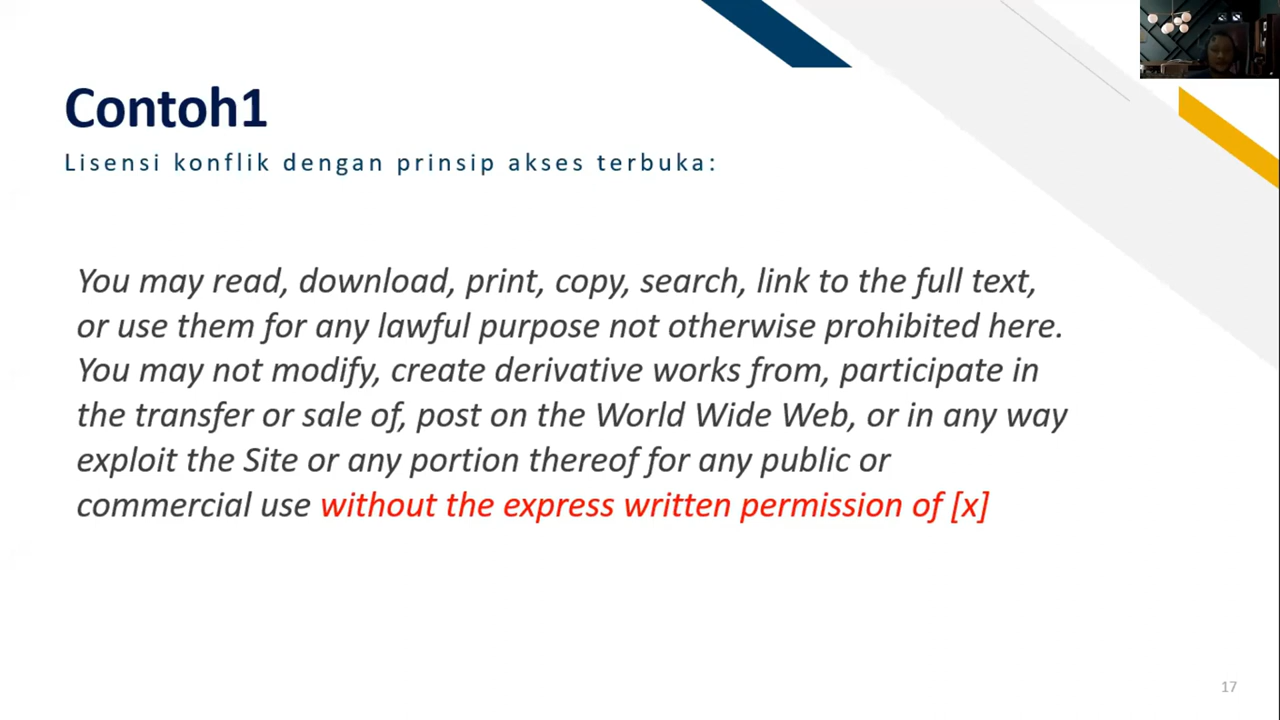 Contoh1
Lisensi konflik dengan prinsip akses terbuka:
You may read, download, print, copy, search, link to the full text,
or use them for any lawful purpose not otherwise prohibited here.
You may not modify, create derivative works from, participate in
the transfer or sale of, post on the World Wide Web, or in any way
exploit the Site or any portion thereof for any public or
commercial use without the express written permission of [x]
17